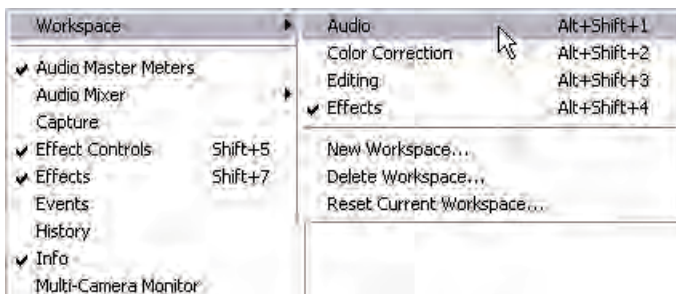 Workspace
Audio Master Meters
Audio Mixer
Capture
Effect Controls Shift+5
Effects Shift+7
Events
History
Info
Multi-Camera Monitor
Audio Alt+Shift+1
Color Correction Alt+Shift+2
Editing Alt+Shift+3
Effects Alt+Shift+4
New Workspace...
Delete Workspace...
Reset Current Workspace...